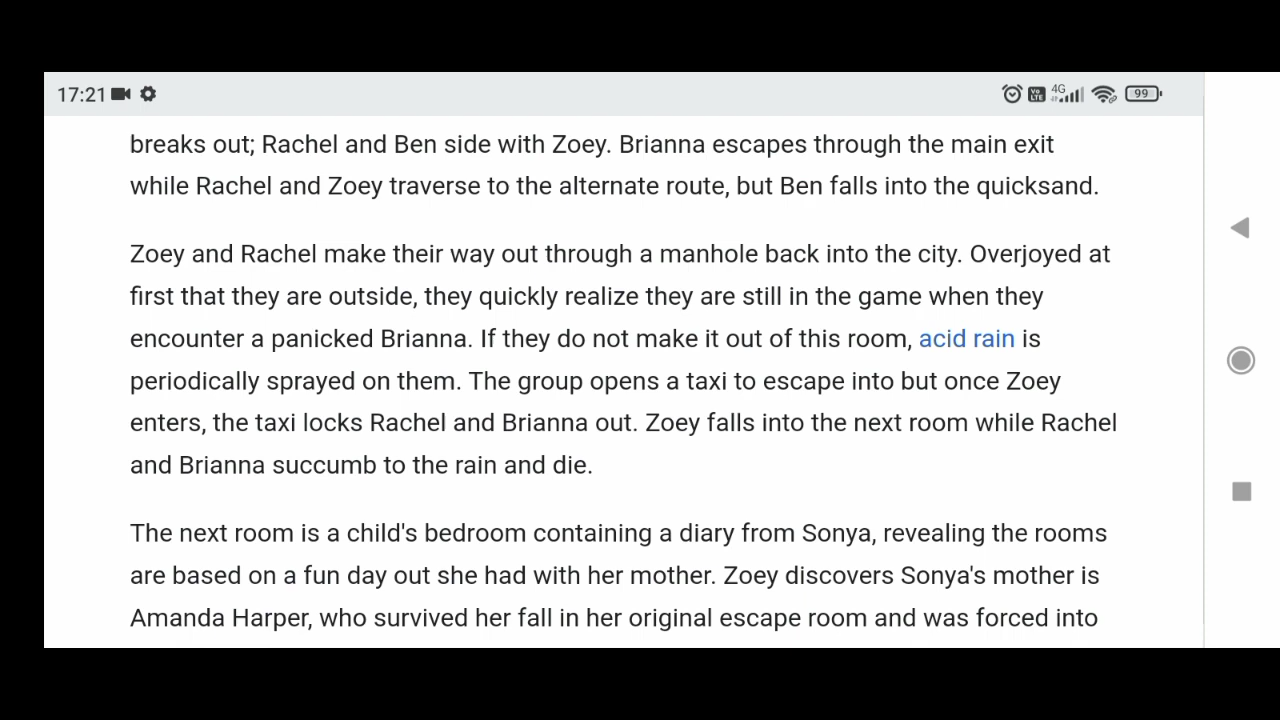 17:21 Vo LTE 4G 99
breaks out; Rachel and Ben side with Zoey. Brianna escapes through the main exit
while Rachel and Zoey traverse to the alternate route, but Ben falls into the quicksand.
Zoey and Rachel make their way out through a manhole back into the city. Overjoyed at
first that they are outside, they quickly realize they are still in the game when they
encounter a panicked Brianna. If they do not make it out of this room, acid rain is
periodically sprayed on them. The group opens a taxi to escape into but once Zoey
enters, the taxi locks Rachel and Brianna out. Zoey falls into the next room while Rachel
and Brianna succumb to the rain and die.
The next room is a child's bedroom containing a diary from Sonya, revealing the rooms
are based on a fun day out she had with her mother. Zoey discovers Sonya's mother is
Amanda Harper, who survived her fall in her original escape room and was forced into